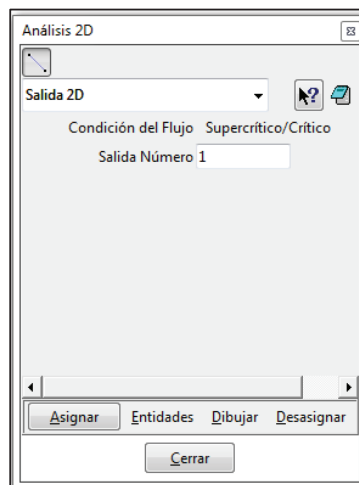 Análisis 2D
Salida 2D
Condición del Flujo Supercrítico/Crítico
Salida Número 1
Asignar Entidades Dibujar Desasignar
Cerrar